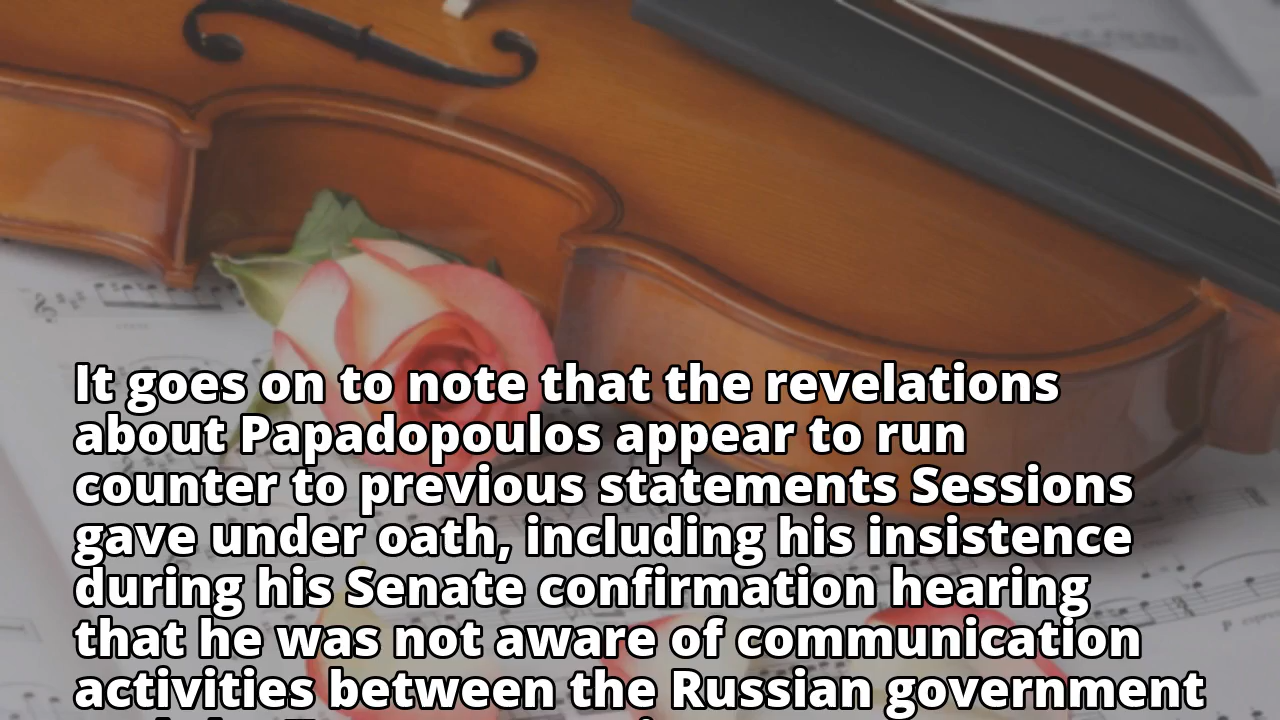 It goes on to note that the revelations
about Papadopoulos appear to run
counter to previous statements Sessions
gave under oath, including his insistence
during his Senate confirmation hearing
that he was not aware of communication
activities between the Russian government